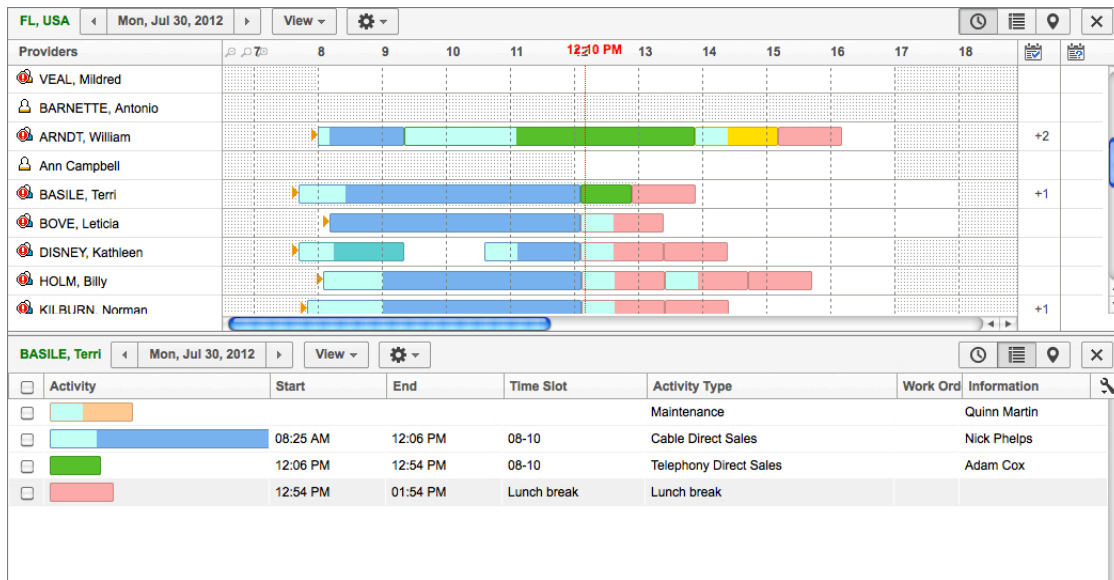 FL, USA Mon, Jul 30, 2012 View
Providers 7 8 9 10 11 12:10 PM 13 14 15 16 17 18
VEAL, Mildred
BARNETTE, Antonio
ARNDT, William +2
Ann Campbell
BASILE, Terri +1
BOVE, Leticia
DISNEY, Kathleen
HOLM, Billy
KILBURN, Norman +1
BASILE, Terri Mon, Jul 30, 2012 View
Activity Start End Time Slot Activity Type Work Ord Information
Maintenance Quinn Martin
08:25 AM 12:06 PM 08-10 Cable Direct Sales Nick Phelps
12:06 PM 12:54 PM 08-10 Telephony Direct Sales Adam Cox
12:54 PM 01:54 PM Lunch break Lunch break